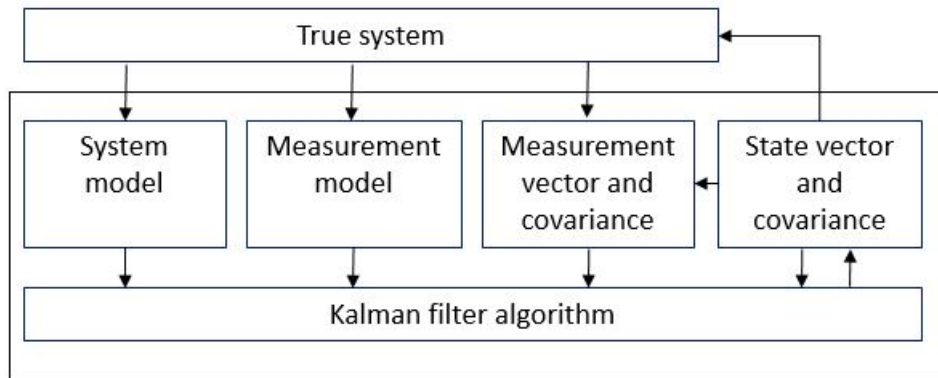 True system
System
model
Measurement
model
Measurement
vector and
covariance
State vector
and
covariance
Kalman filter algorithm